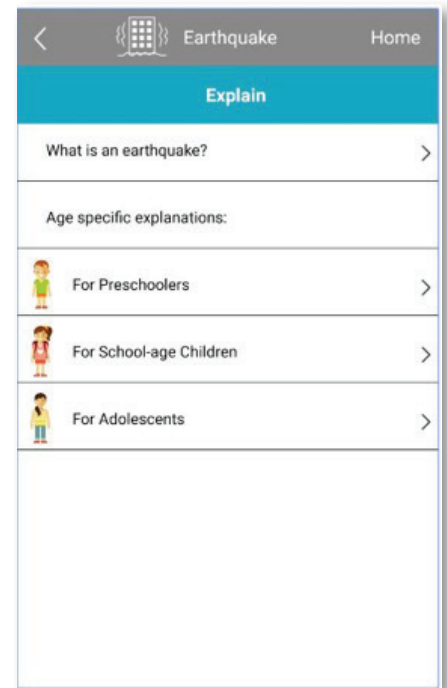 Earthquake Home
Explain
What is an earthquake?
Age specific explanations:
For Preschoolers
For School-age Children
For Adolescents